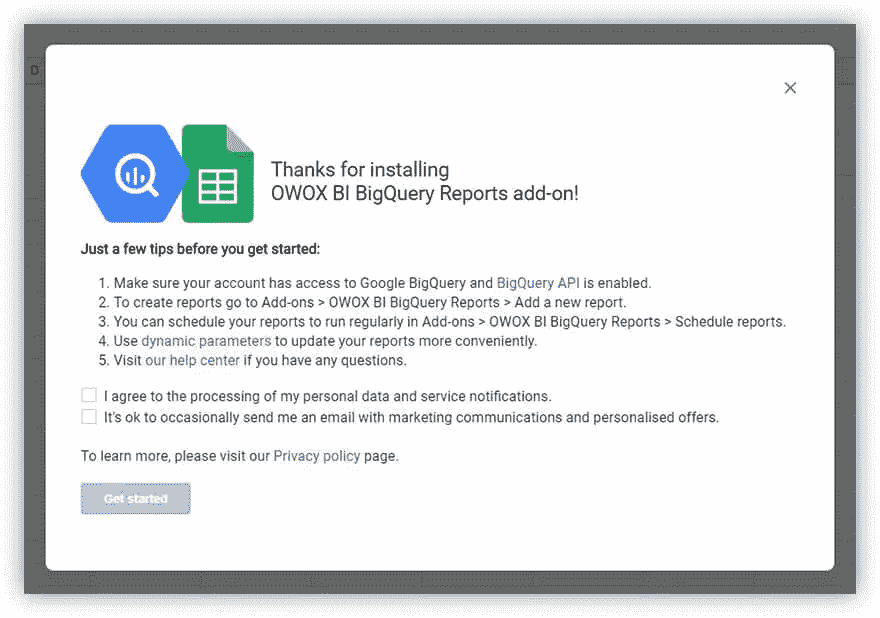 D
Thanks for installing
OWOX BI BigQuery Reports add-on!
Just a few tips before you get started:
1. Make sure your account has access to Google BigQuery and BigQuery API is enabled.
2. To create reports go to Add-ons > OWOX BI BigQuery Reports > Add a new report.
3. You can schedule your reports to run regularly in Add-ons > OWOX BI BigQuery Reports > Schedule reports.
4. Use dynamic parameters to update your reports more conveniently.
5. Visit our help center if you have any questions.
I agree to the processing of my personal data and service notifications.
It's ok to occasionally send me an email with marketing communications and personalised offers.
To learn more, please visit our Privacy policy page.
Get started